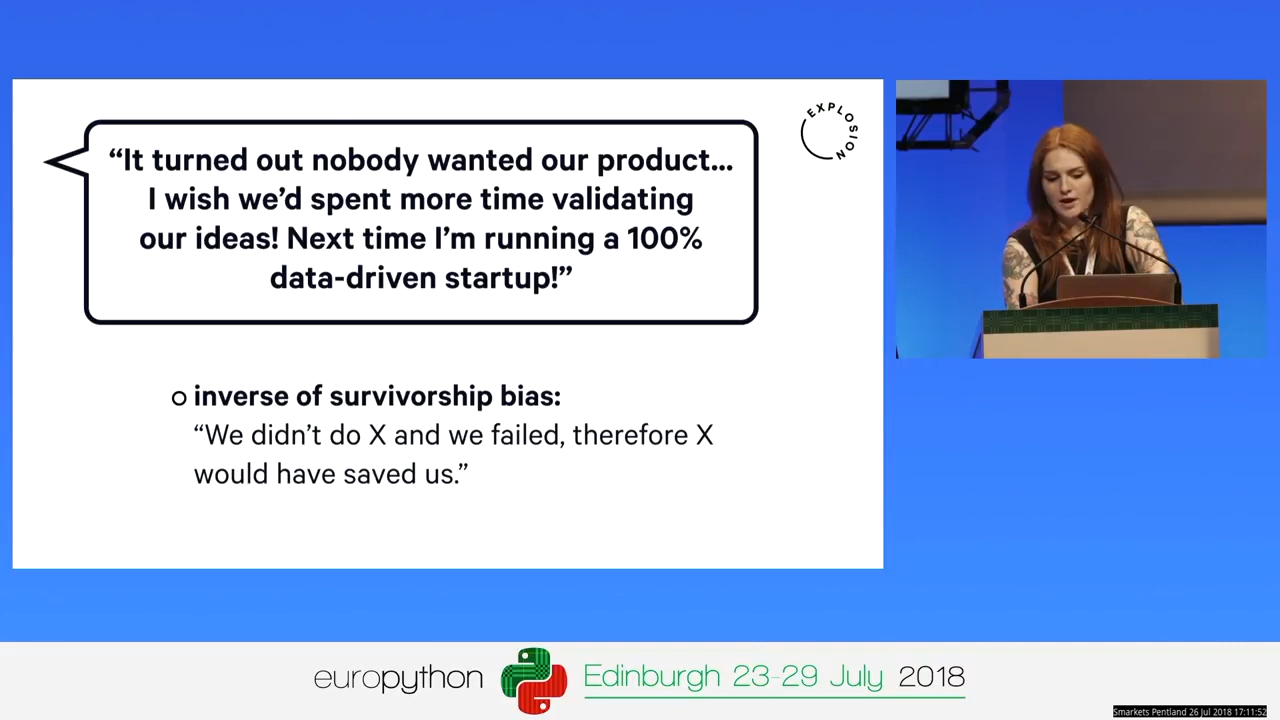 EXPLOSION
“It turned out nobody wanted our product...
I wish we’d spent more time validating
our ideas! Next time I’m running a 100%
data-driven startup!”
inverse of survivorship bias:
“We didn’t do X and we failed, therefore X
would have saved us.”
europython Edinburgh 23-29 July 2018
Smarkets Pentland 26 Jul 2018 17:11:52